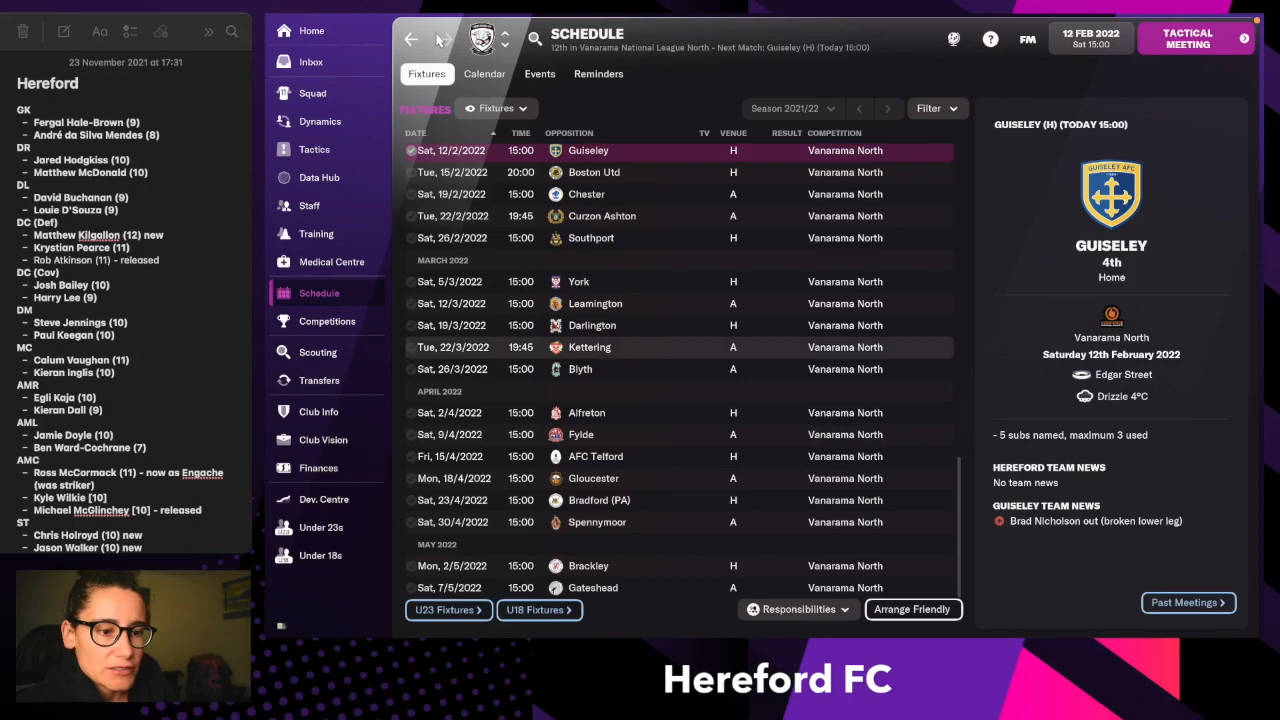 23 November 2021 at 17:31
Hereford
GK
– Fergal Hale-Brown (9)
– André da Silva Mendes (8)
DR
– Jared Hodgkiss (10)
– Matthew McDonald (10)
DL
– David Buchanan (9)
– Louie D'Souza (9)
DC (Def)
– Matthew Kilgallon (12) new
– Krystian Pearce (11)
– Rob Atkinson (11) - released
DC (Cov)
– Josh Bailey (10)
– Harry Lee (9)
DM
– Steve Jennings (10)
– Paul Keegan (10)
MC
– Calum Vaughan (11)
– Kieran Inglis (10)
AMR
– Egli Kaja (10)
– Kieran Dall (9)
AML
– Jamie Doyle (10)
– Ben Ward-Cochrane (7)
AMC
– Ross McCormack (11) - now as Engache
(was striker)
– Kyle Wilkie [10]
– Michael McGlinchey [10] - released
ST
– Chris Holroyd (10) new
– Jason Walker (10) new
Home
Inbox
Squad
Dynamics
Tactics
Data Hub
Staff
Training
Medical Centre
Schedule
Competitions
Scouting
Transfers
Club Info
Club Vision
Finances
Dev. Centre
Under 23s
Under 18s
SCHEDULE
12th in Vanarama National League North - Next Match: Guiseley (H) (Today 15:00)
FM
12 FEB 2022
Sat 15:00
TACTICAL
MEETING
Fixtures Calendar Events Reminders
FIXTURES Fixtures Season 2021/22 Filter
DATE TIME OPPOSITION TV VENUE RESULT COMPETITION
Sat, 12/2/2022 15:00 Guiseley H Vanarama North
Tue, 15/2/2022 20:00 Boston Utd H Vanarama North
Sat, 19/2/2022 15:00 Chester A Vanarama North
Tue, 22/2/2022 19:45 Curzon Ashton A Vanarama North
Sat, 26/2/2022 15:00 Southport H Vanarama North
MARCH 2022
Sat, 5/3/2022 15:00 York H Vanarama North
Sat, 12/3/2022 15:00 Leamington A Vanarama North
Sat, 19/3/2022 15:00 Darlington H Vanarama North
Tue, 22/3/2022 19:45 Kettering A Vanarama North
Sat, 26/3/2022 15:00 Blyth A Vanarama North
APRIL 2022
Sat, 2/4/2022 15:00 Alfreton H Vanarama North
Sat, 9/4/2022 15:00 Fylde A Vanarama North
Fri, 15/4/2022 15:00 AFC Telford H Vanarama North
Mon, 18/4/2022 15:00 Gloucester A Vanarama North
Sat, 23/4/2022 15:00 Bradford (PA) H Vanarama North
Sat, 30/4/2022 15:00 Spennymoor A Vanarama North
MAY 2022
Mon, 2/5/2022 15:00 Brackley H Vanarama North
Sat, 7/5/2022 15:00 Gateshead A Vanarama North
U23 Fixtures > U18 Fixtures > Responsibilities Arrange Friendly
GUISELEY (H) (TODAY 15:00)
GUISELEY AFC
GUISELEY
4th
Home
Vanarama North
Saturday 12th February 2022
Edgar Street
Drizzle 4°C
- 5 subs named, maximum 3 used
HEREFORD TEAM NEWS
No team news
GUISELEY TEAM NEWS
Brad Nicholson out (broken lower leg)
Past Meetings >
Hereford FC